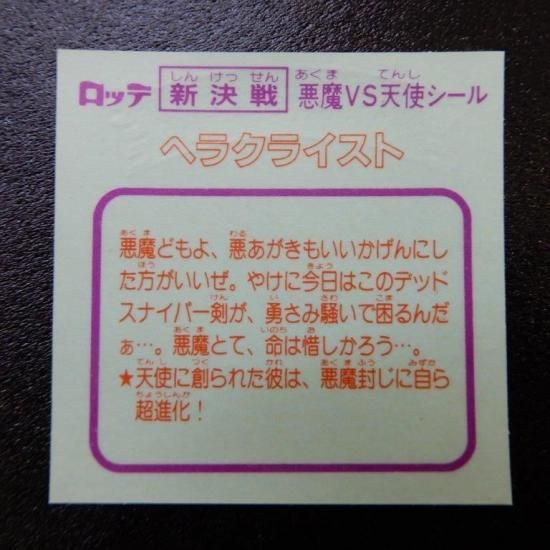 ロッテ 新決戦 悪魔VS天使シール
ヘラクライスト
悪魔どもよ、悪あがきもいいかげんにし
た方がいいぜ。やけに今日はこのデッド
スナイパー剣が、勇さみ騒いで困るんだ
ぁ…。悪魔とて、命は惜しかろう…。
★天使に創られた彼は、悪魔封じに自ら
超進化！